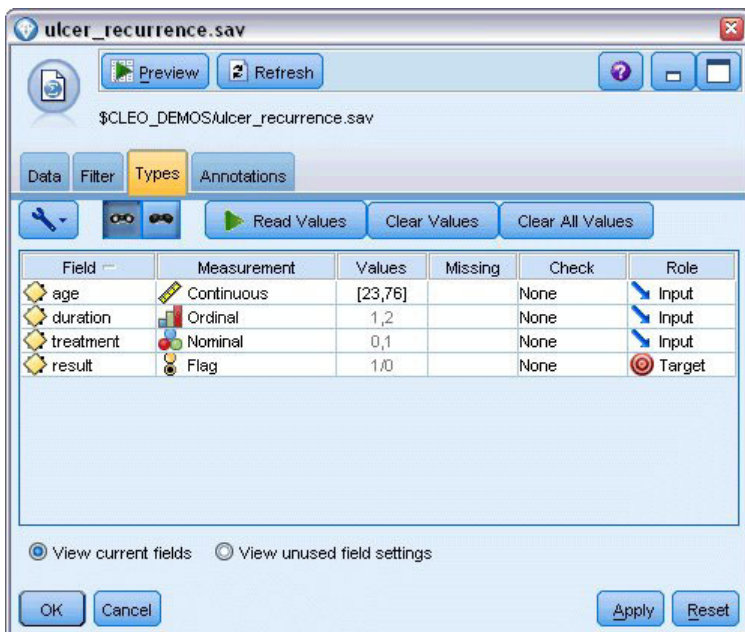 ulcer_recurrence.sav
Preview Refresh
$CLEO_DEMOS/ulcer_recurrence.sav
Data Filter Types Annotations
Read Values Clear Values Clear All Values
Field Measurement Values Missing Check Role
age Continuous [23,76] None Input
duration Ordinal 1,2 None Input
treatment Nominal 0,1 None Input
result Flag 1/0 None Target
View current fields View unused field settings
OK Cancel Apply Reset